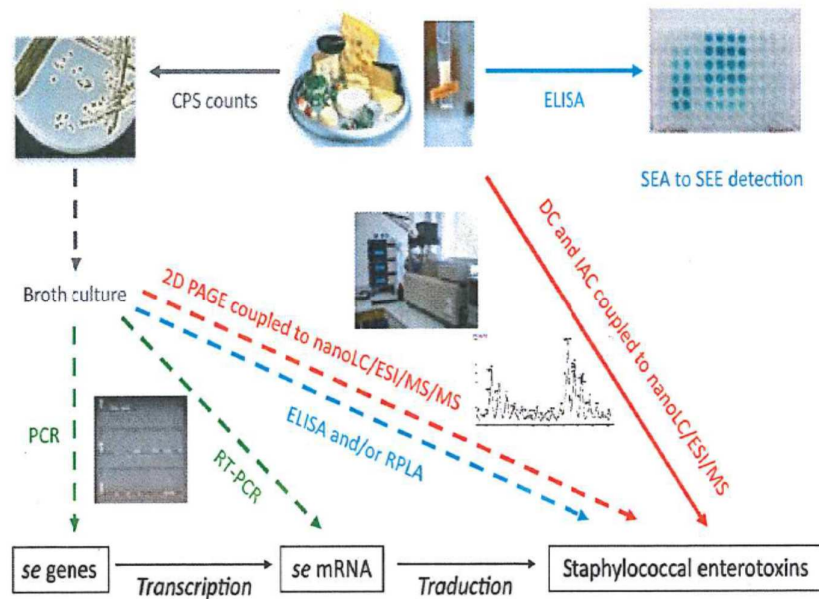 CPS counts
ELISA
SEA to SEE detection
DC and IAC coupled to nanoLC/ESI/MS
Broth culture
2D PAGE coupled to nanoLC/ESI/MS/MS
ELISA and/or RPLA
PCR
RT-PCR
se genes
Transcription
se mRNA
Traduction
Staphylococcal enterotoxins